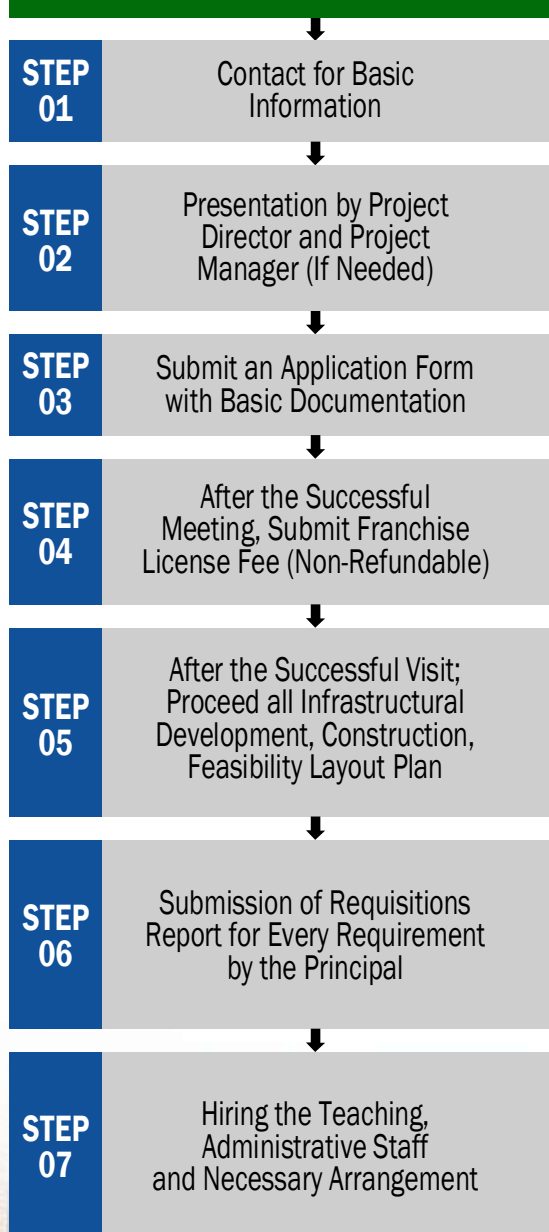 STEP
01
Contact for Basic
Information
STEP
02
Presentation by Project
Director and Project
Manager (If Needed)
STEP
03
Submit an Application Form
with Basic Documentation
STEP
04
After the Successful
Meeting, Submit Franchise
License Fee (Non-Refundable)
STEP
05
After the Successful Visit;
Proceed all Infrastructural
Development, Construction,
Feasibility Layout Plan
STEP
06
Submission of Requisitions
Report for Every Requirement
by the Principal
STEP
07
Hiring the Teaching,
Administrative Staff
and Necessary Arrangement